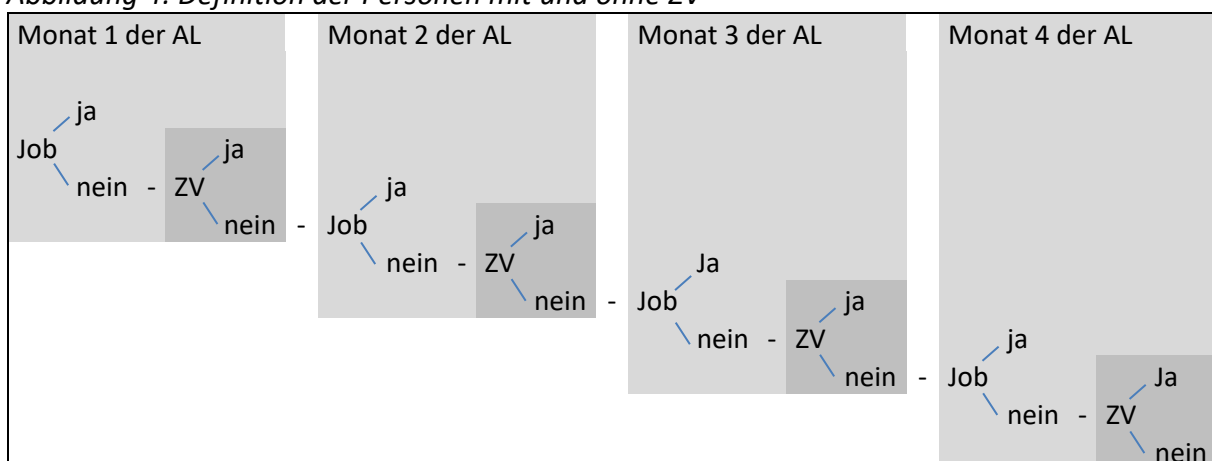 Abbildung 4: Definition der Personen mit und ohne ZV
Monat 1 der AL Monat 2 der AL Monat 3 der AL Monat 4 der AL
ja
Job ja
nein - ZV ja
nein - Job ja
nein - ZV Ja
nein - Job ja
nein - ZV ja
nein - Job Ja
nein - ZV
nein